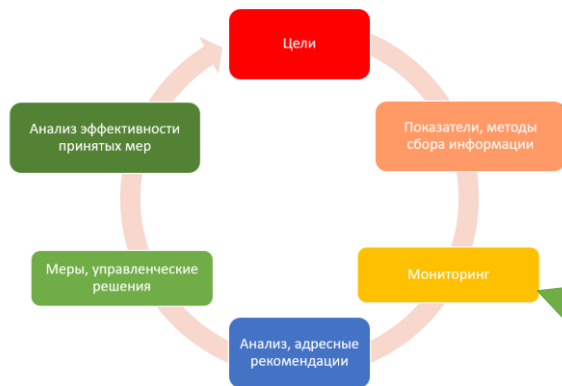 Цели
Показатели, методы
сбора информации
Мониторинг
Анализ, адресные
рекомендации
Меры, управленческие
решения
Анализ эффективности
принятых мер